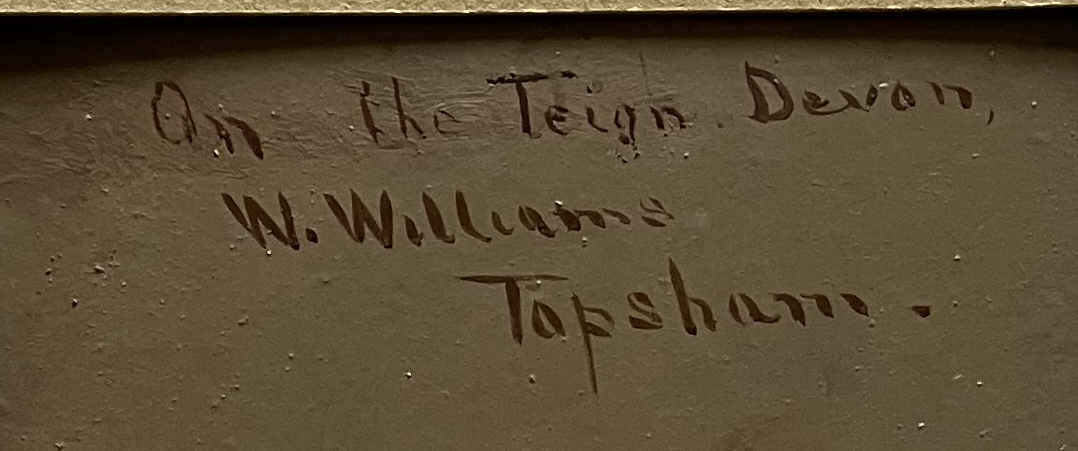 On the Teign. Devon,
W. Williams
Topsham.